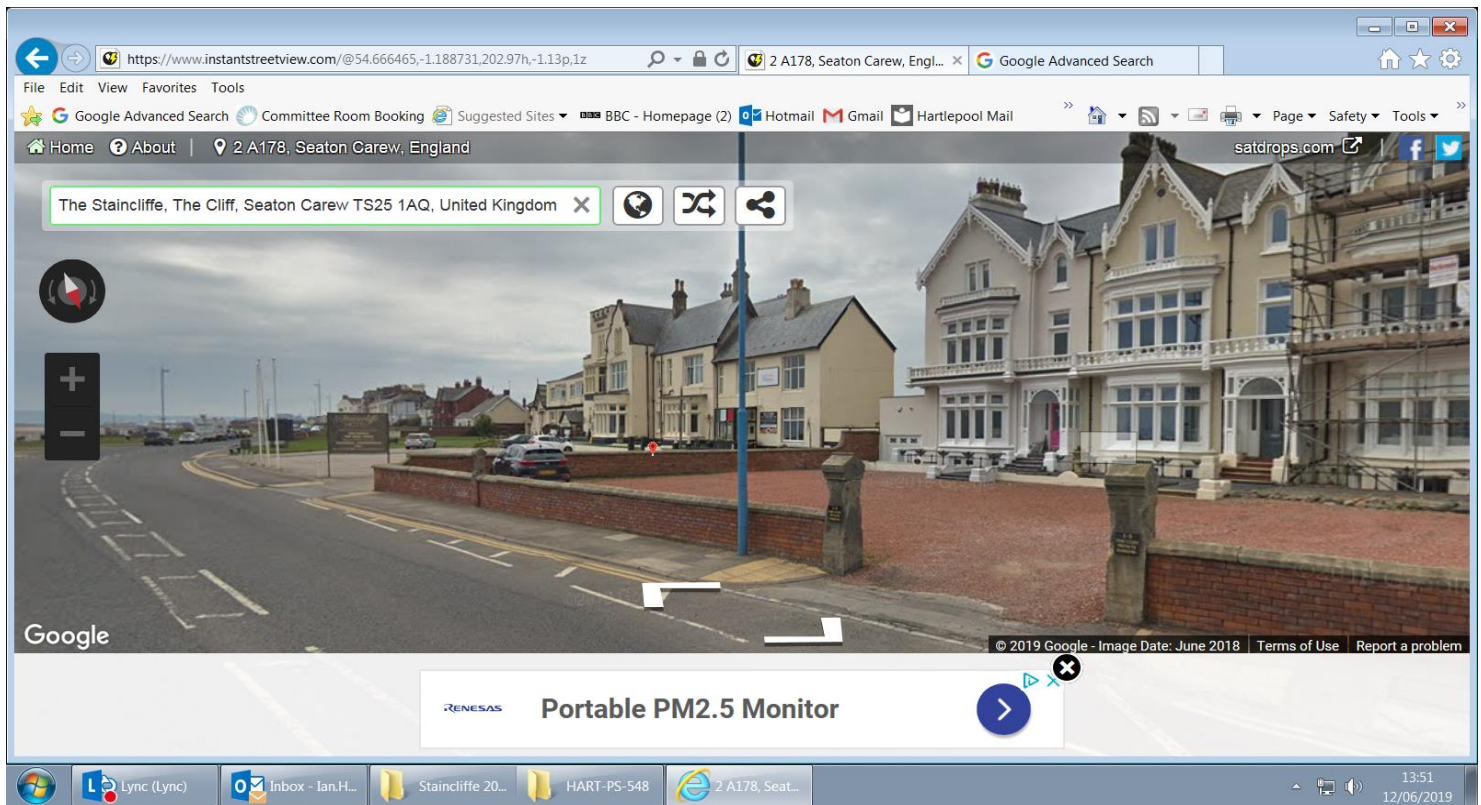 https://www.instantstreetview.com/@54.666465,-1.188731,202.97h,-1.13p,1z
2 A178, Seaton Carew, Engl...
Google Advanced Search
File Edit View Favorites Tools
Google Advanced Search Committee Room Booking Suggested Sites BBC - Homepage (2) Hotmail Gmail Hartlepool Mail » Page Safety Tools »
Home About | 2 A178, Seaton Carew, England satdrops.com
The Staincliffe, The Cliff, Seaton Carew TS25 1AQ, United Kingdom
Google
© 2019 Google - Image Date: June 2018 Terms of Use Report a problem
RENESAS Portable PM2.5 Monitor
Lync (Lync) Inbox - Ian.H... Staincliffe 20... HART-PS-548 2 A178, Seat...
13:51
12/06/2019